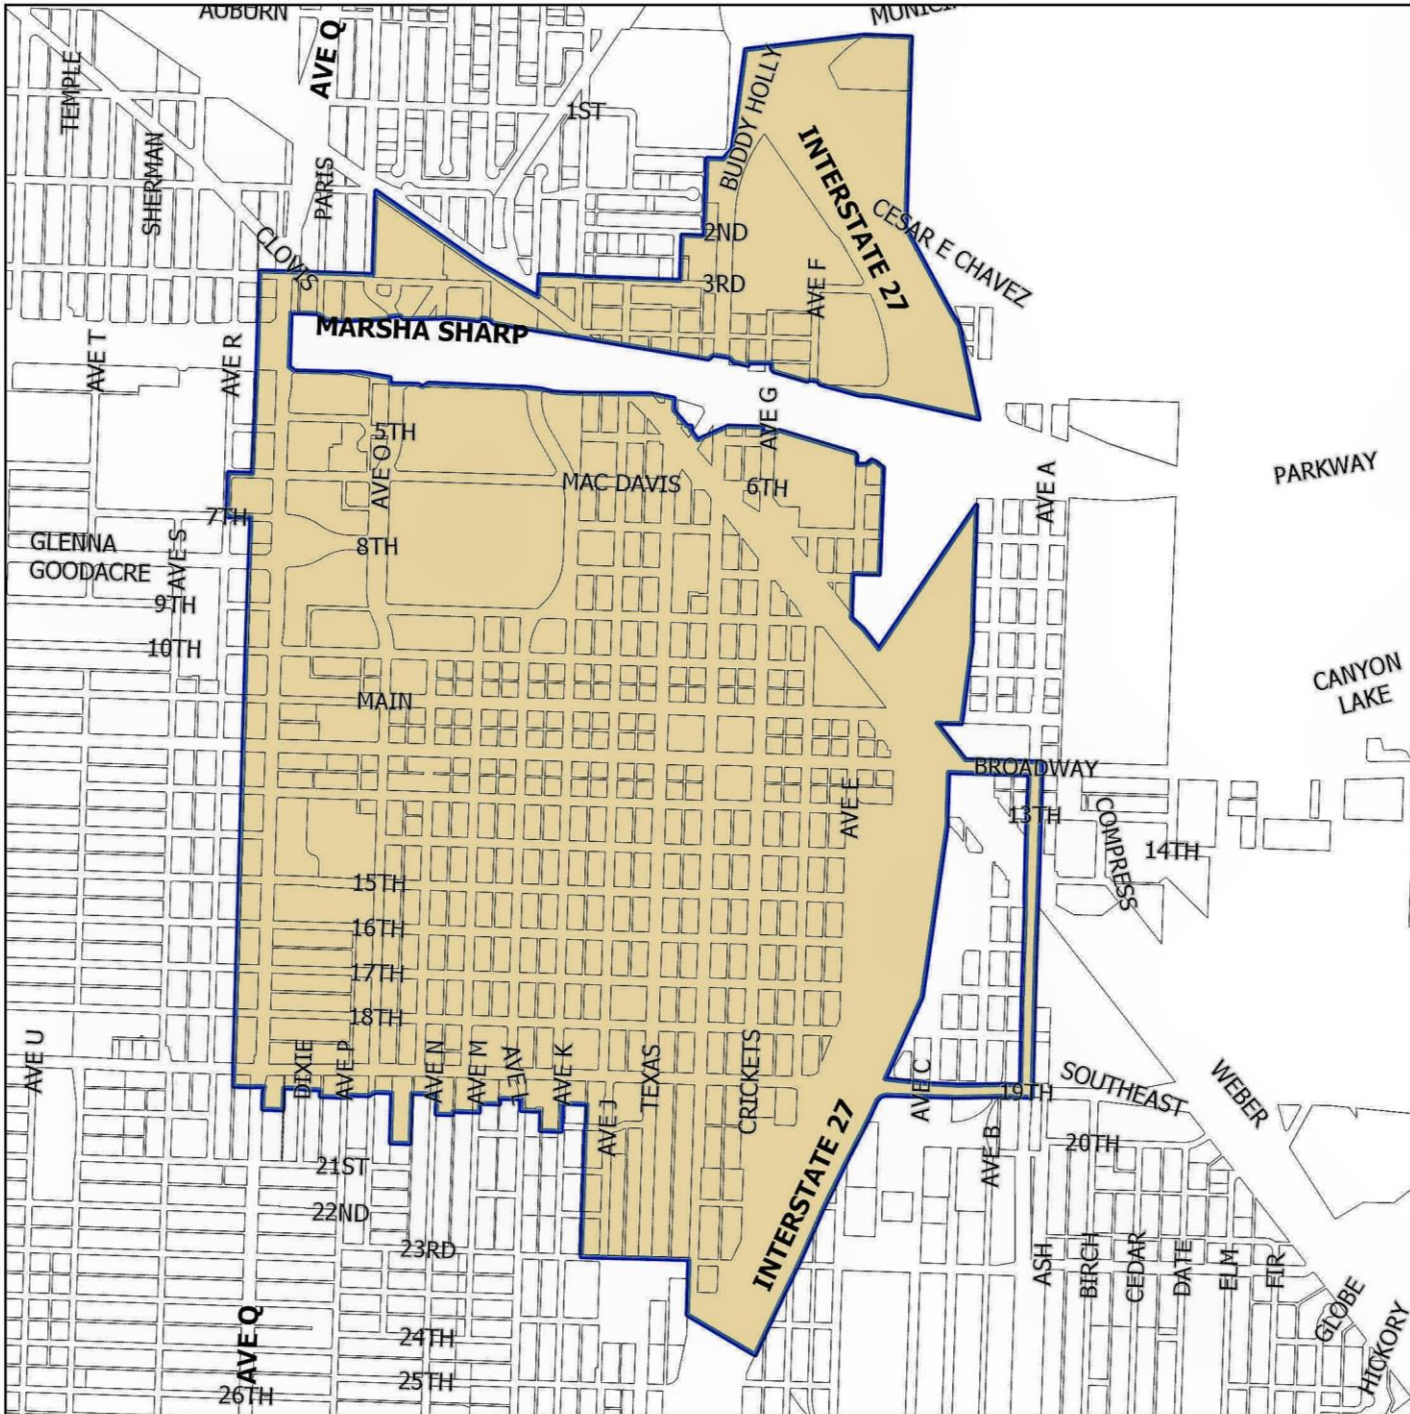 AUBURN
MUNICI
AVE Q
TEMPLE
1ST
BUDDY HOLLY
SHERMAN
PARIS
INTERSTATE 27
CESAR E CHAVEZ
2ND
CLOVIS
3RD
AVE F
MARSHA SHARP
AVE T
AVE R
AVE G
5TH
AVE O
MAC DAVIS
6TH
PARKWAY
AVE A
7TH
GLENNA
GOODACRE
AVE S
8TH
9TH
10TH
CANYON
LAKE
MAIN
BROADWAY
AVE E
13TH
COMPRESS
14TH
15TH
16TH
17TH
18TH
AVE U
DIXIE
AVE P
AVE N
AVE M
AVE L
AVE K
TEXAS
CRICKETS
AVE C
19TH
SOUTHEAST
WEBER
AVE J
AVE B
20TH
21ST
INTERSTATE 27
22ND
23RD
ASH
BIRCH
CEDAR
DATE
ELM
FIR
GLOBE
HICKORY
AVE Q
24TH
25TH
26TH